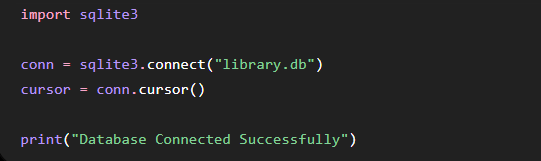 import sqlite3
conn = sqlite3.connect("library.db")
cursor = conn.cursor()
print("Database Connected Successfully")